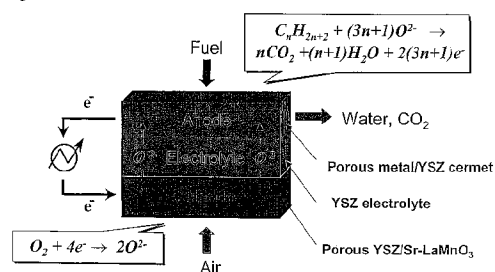 CₙH₂ₙ₊₂ + (3n+1)O²⁻ →
nCO₂ +(n+1)H₂O + 2(3n+1)e⁻
Fuel
e⁻
Anode
Water, CO₂
O² Electrolyte O²
Porous metal/YSZ cermet
e⁻
YSZ electrolyte
O₂ + 4e⁻ → 2O²⁻
Porous YSZ/Sr-LaMnO₃
Air